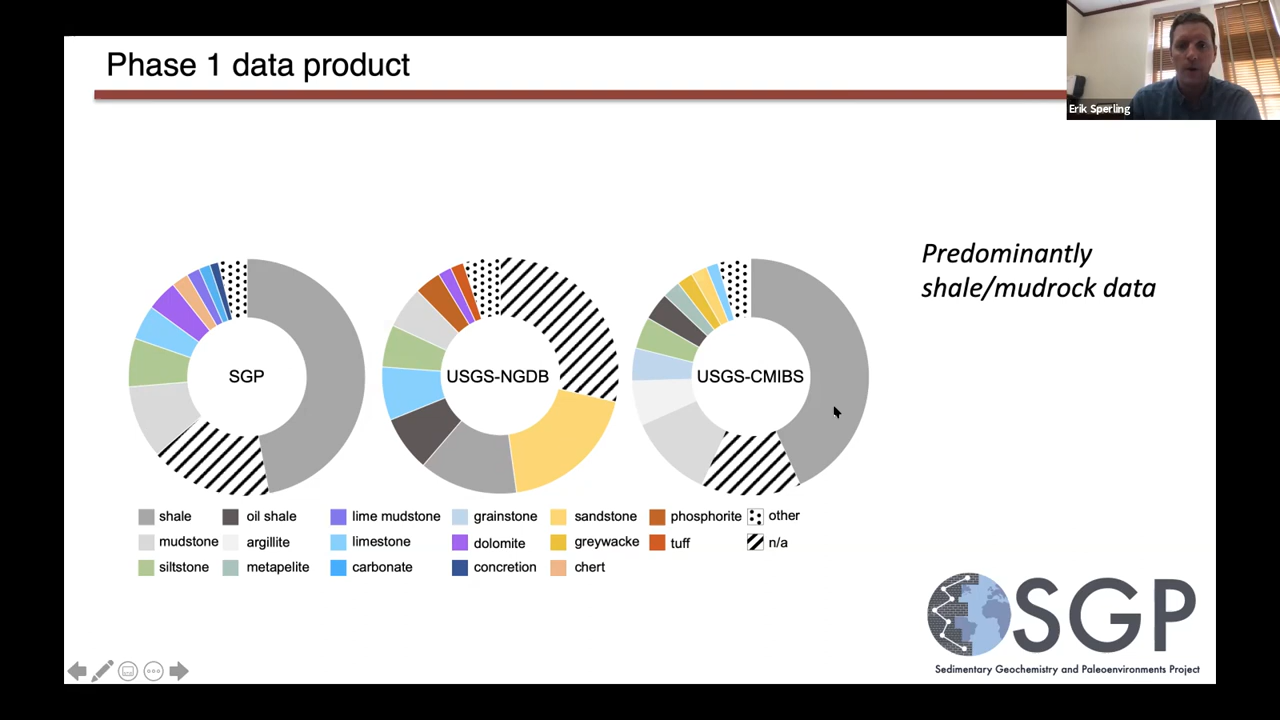 Phase 1 data product
Erik Sperling
Predominantly
shale/mudrock data
SGP
USGS-NGDB
USGS-CMIBS
shale
oil shale
lime mudstone
grainstone
sandstone
phosphorite
other
mudstone
argillite
limestone
dolomite
greywacke
tuff
n/a
siltstone
metapelite
carbonate
concretion
chert
SGP
Sedimentary Geochemistry and Paleoenvironments Project